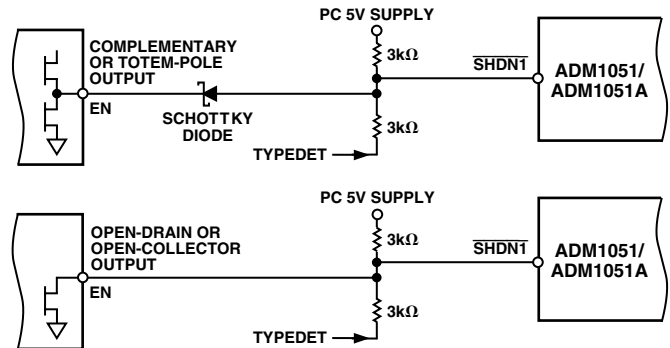 PC 5V SUPPLY
COMPLEMENTARY
OR TOTEM-POLE
OUTPUT
3kΩ
SHDN1
ADM1051/
ADM1051A
EN
SCHOTTKY
DIODE
3kΩ
TYPEDET
PC 5V SUPPLY
OPEN-DRAIN OR
OPEN-COLLECTOR
OUTPUT
3kΩ
SHDN1
ADM1051/
ADM1051A
EN
3kΩ
TYPEDET